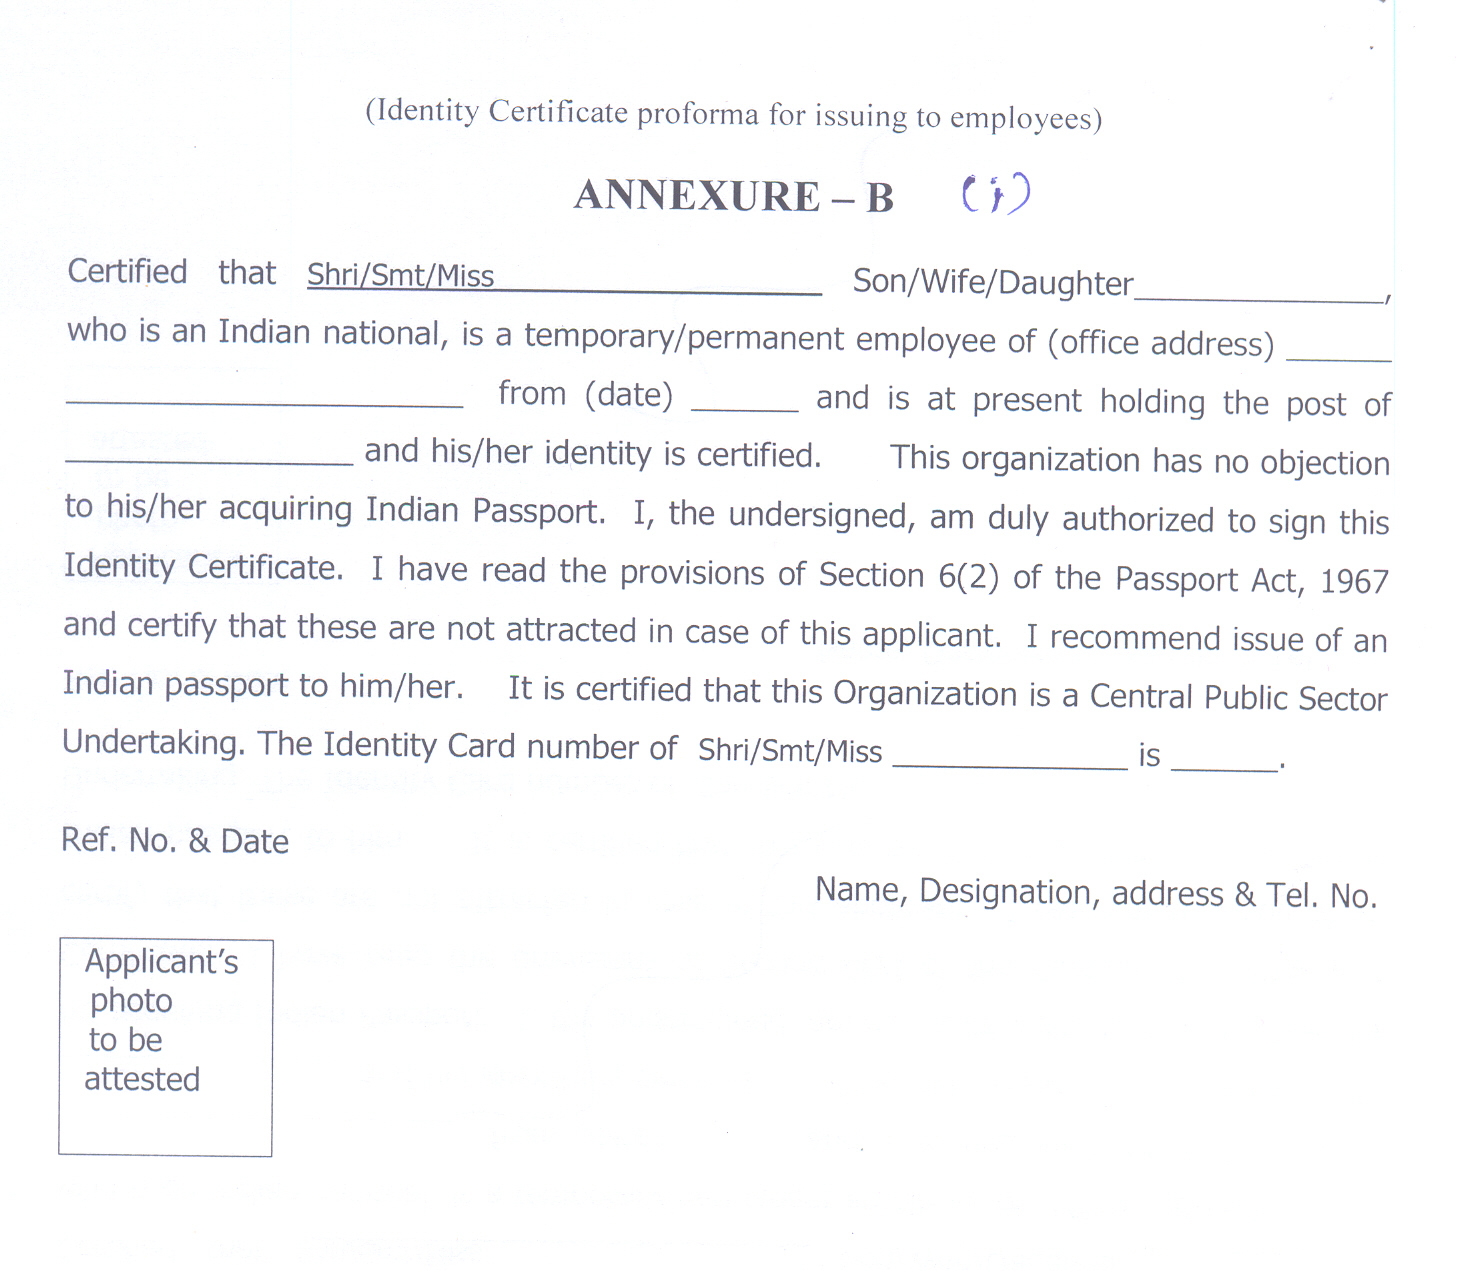 (Identity Certificate proforma for issuing to employees)
ANNEXURE – B (i)
Certified that Shri/Smt/Miss____________________ Son/Wife/Daughter_______________,
who is an Indian national, is a temporary/permanent employee of (office address) ______
________________________ from (date) ______ and is at present holding the post of
_________________ and his/her identity is certified. This organization has no objection
to his/her acquiring Indian Passport. I, the undersigned, am duly authorized to sign this
Identity Certificate. I have read the provisions of Section 6(2) of the Passport Act, 1967
and certify that these are not attracted in case of this applicant. I recommend issue of an
Indian passport to him/her. It is certified that this Organization is a Central Public Sector
Undertaking. The Identity Card number of Shri/Smt/Miss ______________ is ______.
Ref. No. & Date
Name, Designation, address & Tel. No.
Applicant's
photo
to be
attested